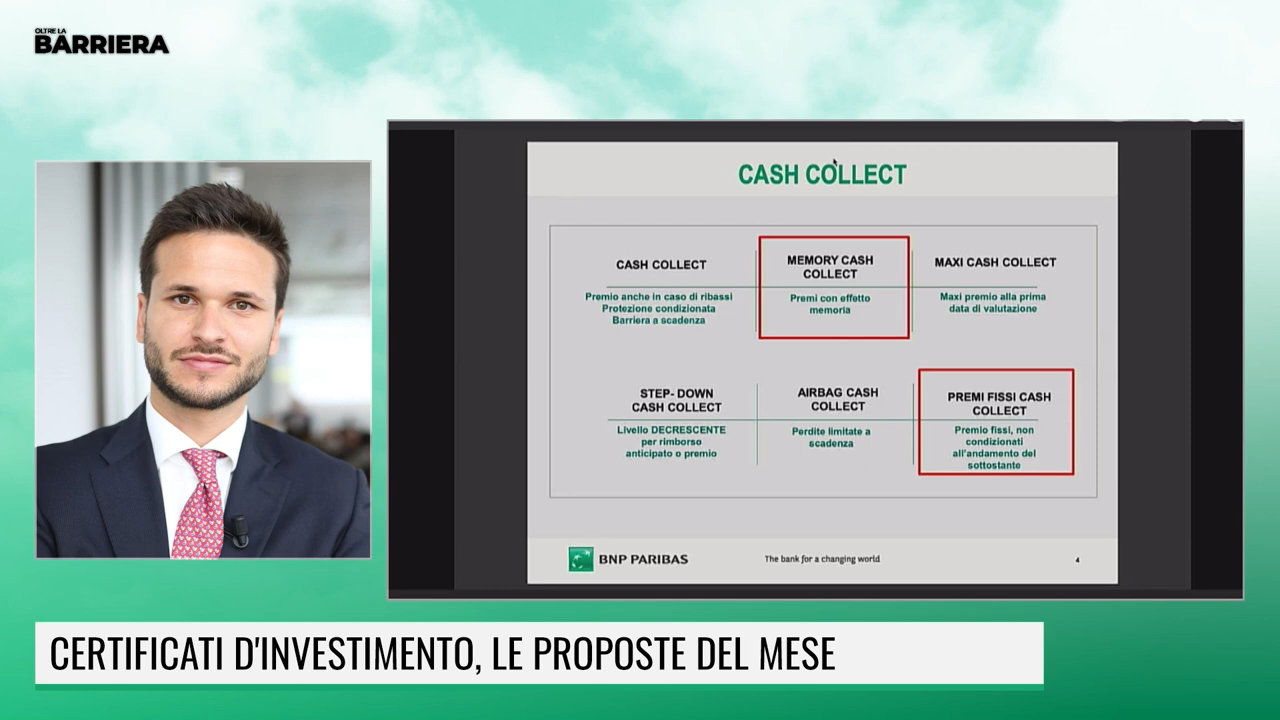 OLTRE LA
BARRIERA
CASH COLLECT
CASH COLLECT
Premio anche in caso di ribassi
Protezione condizionata
Barriera a scadenza
MEMORY CASH
COLLECT
Premi con effetto
memoria
MAXI CASH COLLECT
Maxi premio alla prima
data di valutazione
STEP- DOWN
CASH COLLECT
Livello DECRESCENTE
per rimborso
anticipato o premio
AIRBAG CASH
COLLECT
Perdite limitate a
scadenza
PREMI FISSI CASH
COLLECT
Premio fissi, non
condizionati
all'andamento del
sottostante
BNP PARIBAS
The bank for a changing world
4
CERTIFICATI D'INVESTIMENTO, LE PROPOSTE DEL MESE